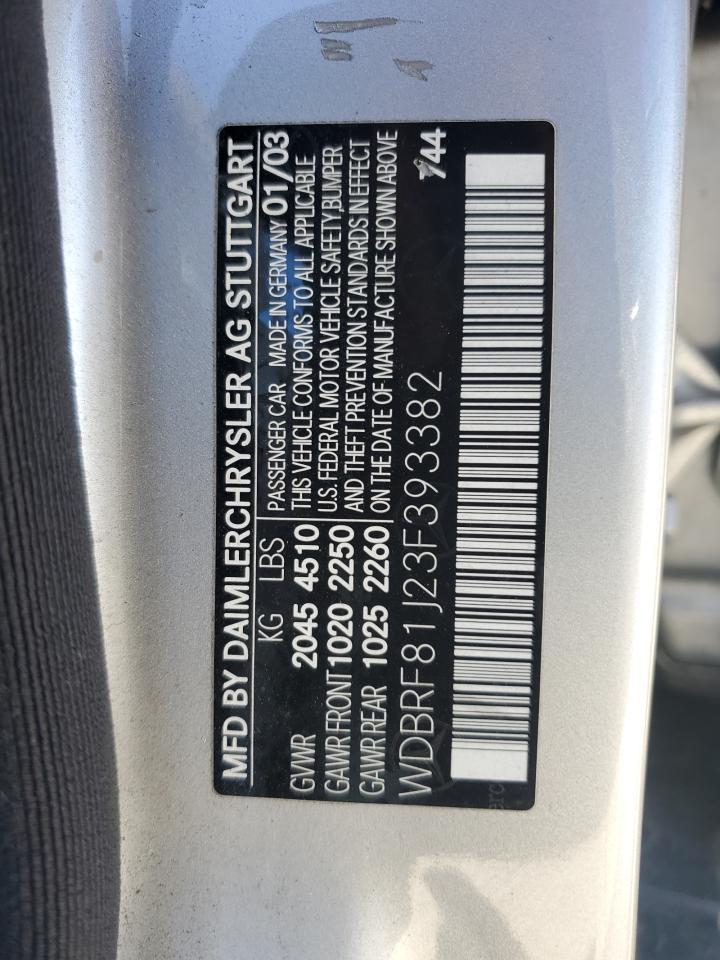 MFD BY DAIMLERCHRYSLER AG STUTTGART
KG LBS PASSENGER CAR MADE IN GERMANY 01/03
GVWR 2045 4510 THIS VEHICLE CONFORMS TO ALL APPLICABLE
GAWR FRONT 1020 2250 U.S. FEDERAL MOTOR VEHICLE SAFETY, BUMPER
GAWR REAR 1025 2260 AND THEFT PREVENTION STANDARDS IN EFFECT
ON THE DATE OF MANUFACTURE SHOWN ABOVE
WDBRF81J23F393382 744